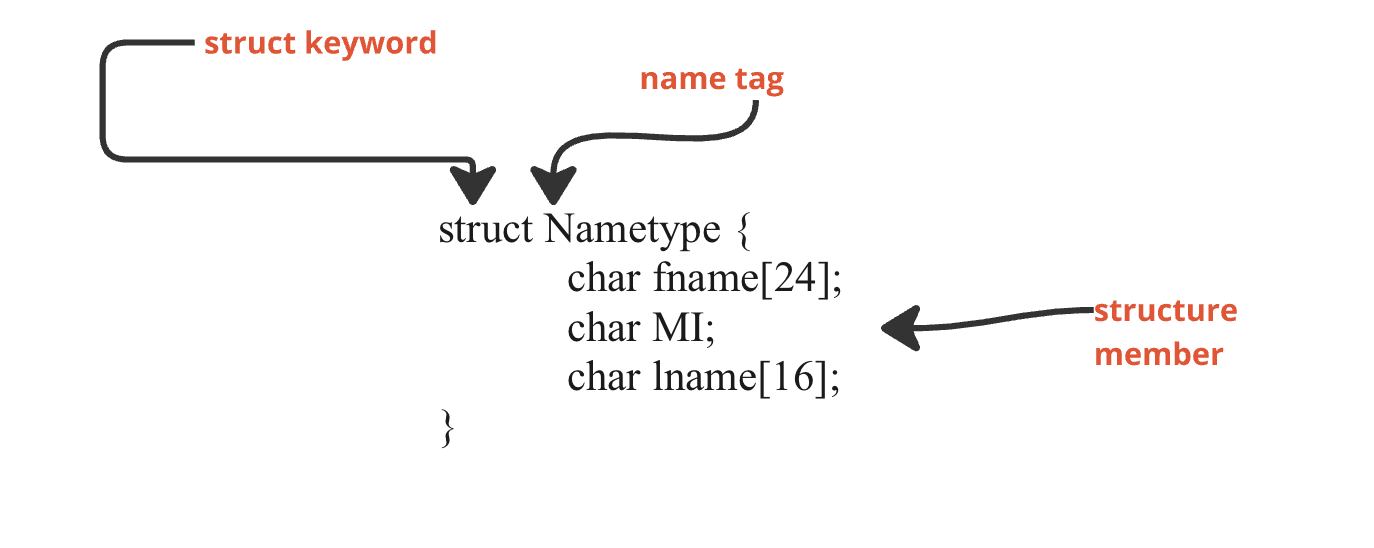 struct keyword
name tag
struct Nametype {
char fname[24];
char MI;
structure
member
char lname[16];
}